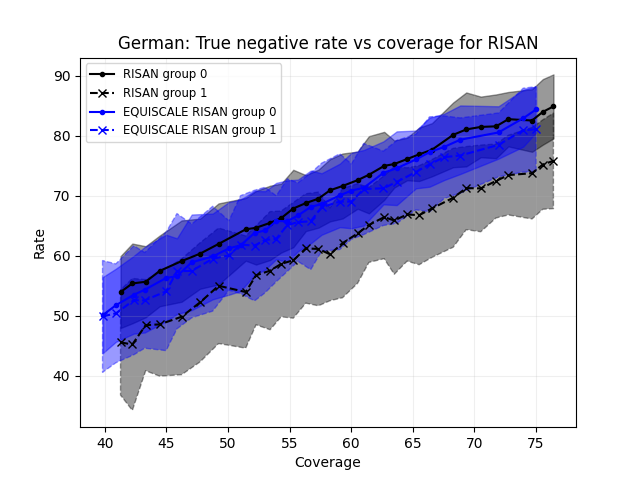 German: True negative rate vs coverage for RISAN
RISAN group 0
RISAN group 1
EQUISCALE RISAN group 0
EQUISCALE RISAN group 1
Rate
90
80
70
60
50
40
40 45 50 55 60 65 70 75
Coverage